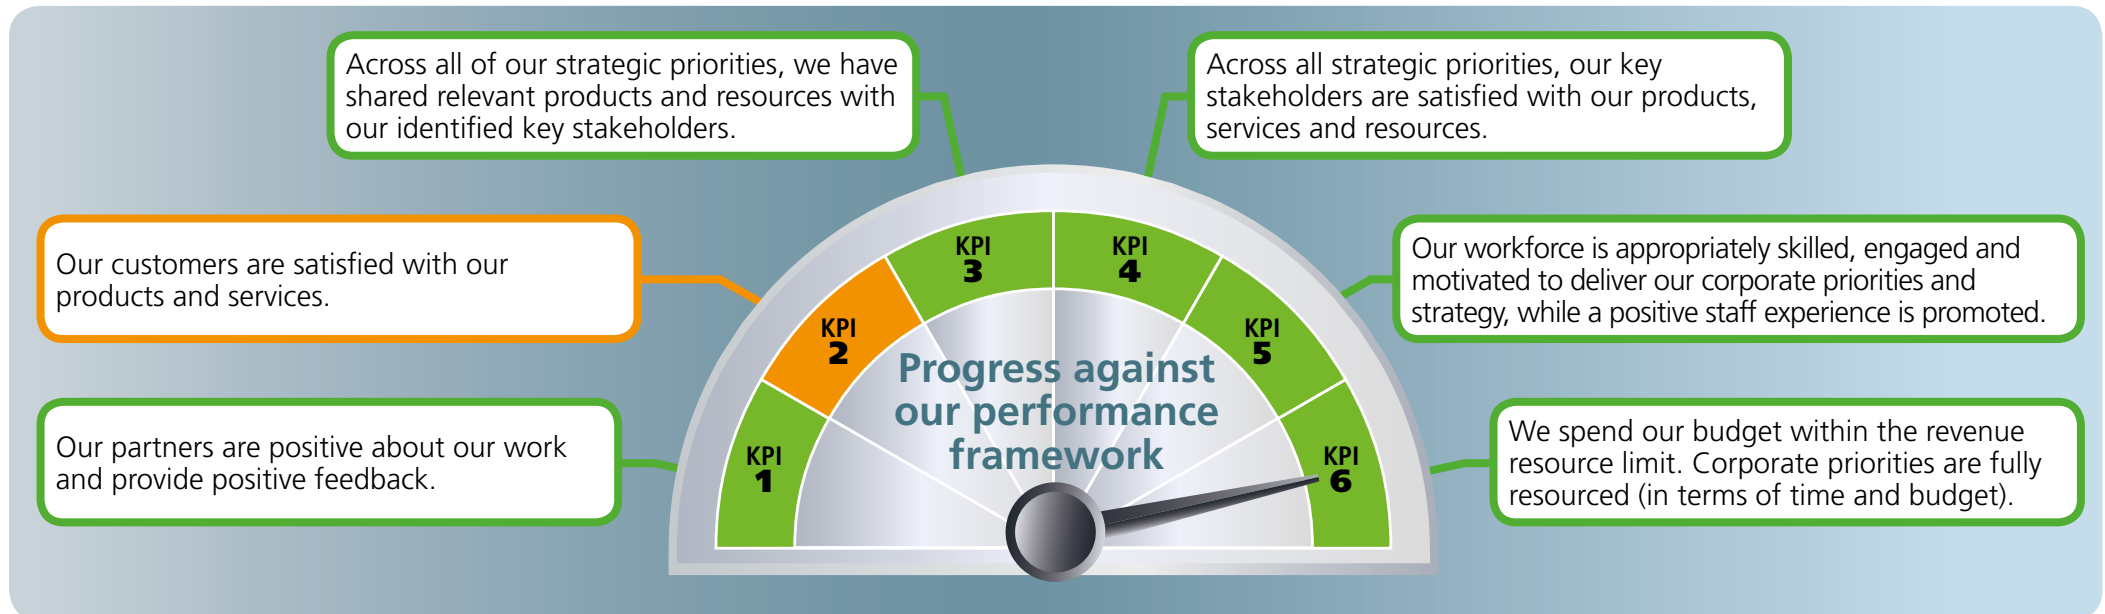 Across all of our strategic priorities, we have
shared relevant products and resources with
our identified key stakeholders.
Across all strategic priorities, our key
stakeholders are satisfied with our products,
services and resources.
Our customers are satisfied with our
products and services.
Our workforce is appropriately skilled, engaged and
motivated to deliver our corporate priorities and
strategy, while a positive staff experience is promoted.
Our partners are positive about our work
and provide positive feedback.
We spend our budget within the revenue
resource limit. Corporate priorities are fully
resourced (in terms of time and budget).
KPI
1
KPI
2
KPI
3
KPI
4
KPI
5
KPI
6
Progress against
our performance
framework